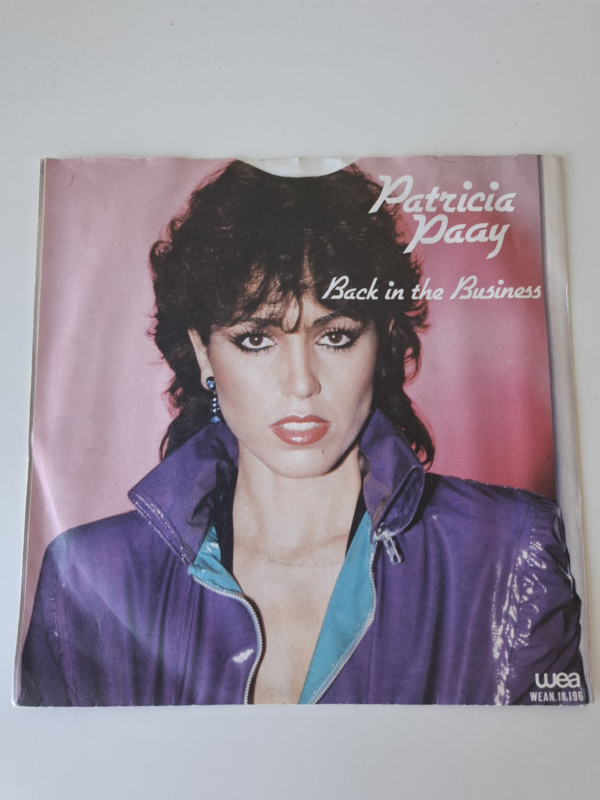 Patricia
Paay
Back in the Business
wea
WEAN.18.196